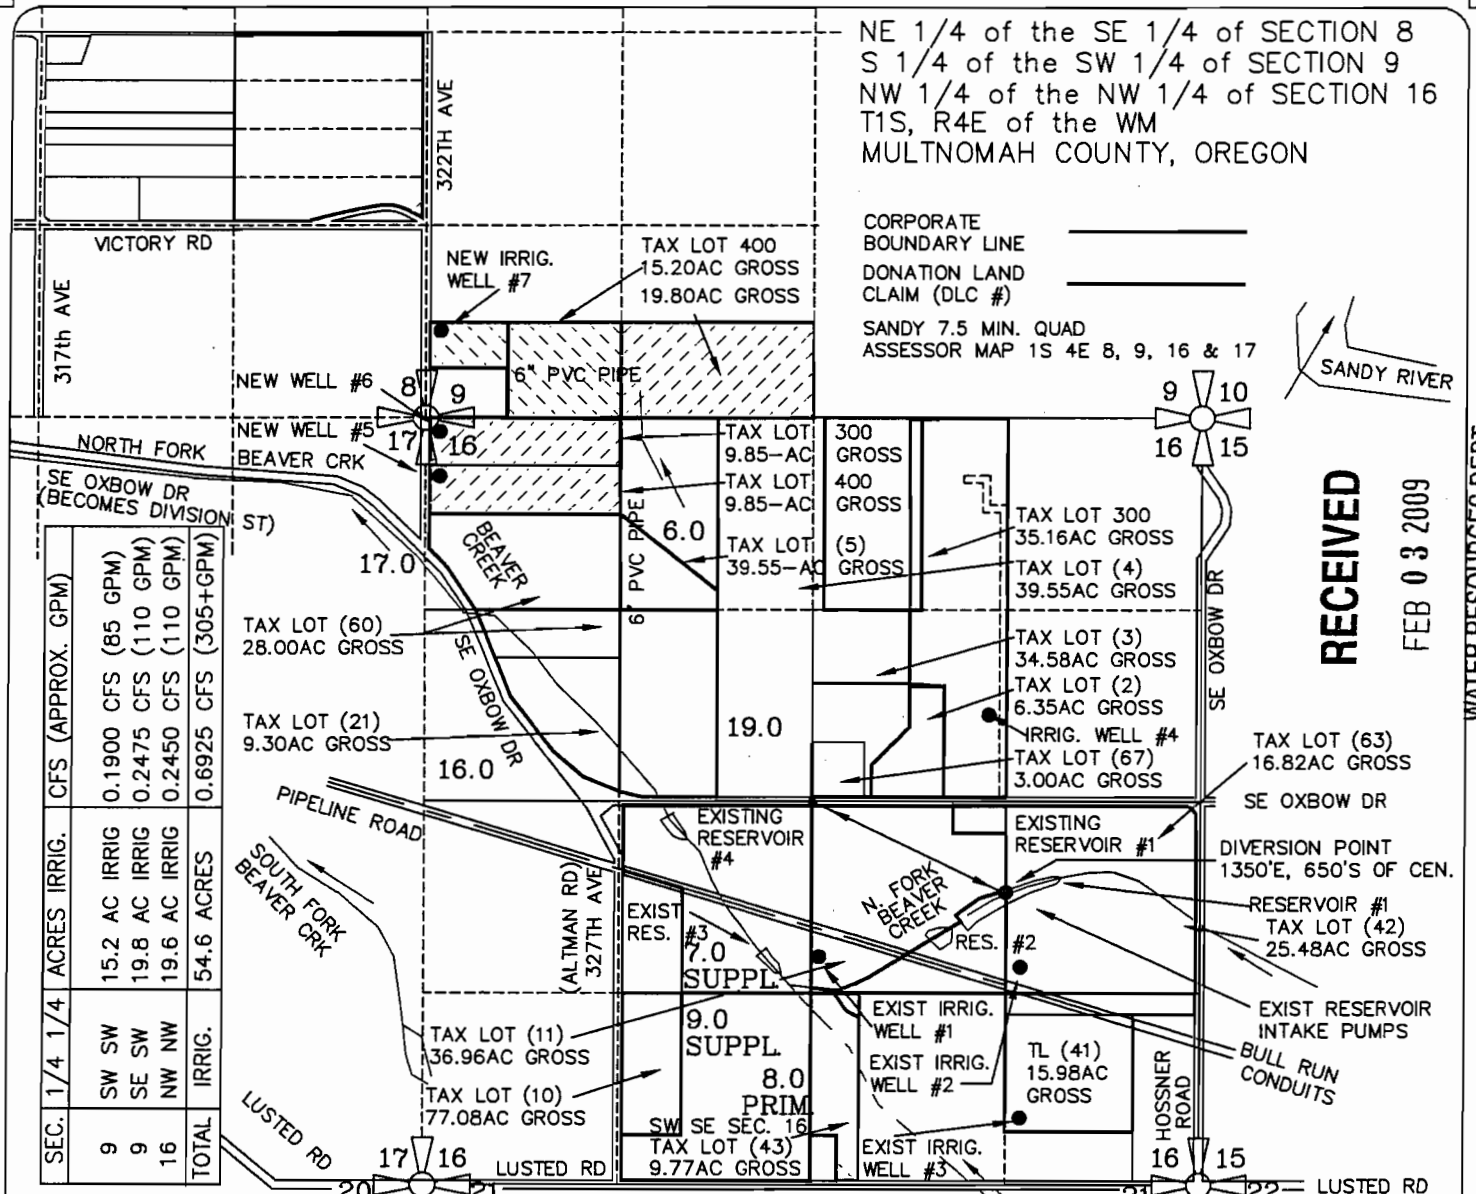 NE 1/4 of the SE 1/4 of SECTION 8
S 1/4 of the SW 1/4 of SECTION 9
NW 1/4 of the NW 1/4 of SECTION 16
T1S, R4E of the WM
MULTNOMAH COUNTY, OREGON
CORPORATE
BOUNDARY LINE
DONATION LAND
CLAIM (DLC #)
SANDY 7.5 MIN. QUAD
ASSESSOR MAP 1S 4E 8, 9, 16 & 17
SANDY RIVER
322TH AVE
VICTORY RD
317th AVE
NEW IRRIG.
WELL #7
TAX LOT 400
15.20AC GROSS
19.80AC GROSS
6" PVC PIPE
NEW WELL #6
8 9
17 16
NEW WELL #5
9 10
16 15
NORTH FORK
BEAVER CRK
SE OXBOW DR
(BECOMES DIVISION ST)
TAX LOT 300
9.85-AC GROSS
TAX LOT 400
9.85-AC GROSS
TAX LOT (5)
39.55-AC GROSS
6.0
6" PVC PIPE
BEAVER
CREEK
17.0
TAX LOT 300
35.16AC GROSS
TAX LOT (4)
39.55AC GROSS
TAX LOT (3)
34.58AC GROSS
TAX LOT (2)
6.35AC GROSS
IRRIG. WELL #4
TAX LOT (67)
3.00AC GROSS
SE OXBOW DR
RECEIVED
FEB 03 2009
WATER RESOURCES DEPT
TAX LOT (60)
28.00AC GROSS
SE OXBOW DR
TAX LOT (21)
9.30AC GROSS
16.0
19.0
TAX LOT (63)
16.82AC GROSS
SE OXBOW DR
PIPELINE ROAD
EXISTING
RESERVOIR
#4
EXISTING
RESERVOIR #1
DIVERSION POINT
1350'E, 650'S OF CEN.
RESERVOIR #1
TAX LOT (42)
25.48AC GROSS
SOUTH FORK
BEAVER CRK
(ALTMAN RD)
327TH AVE
EXIST
RES. #3
N. FORK
BEAVER
CREEK
RES. #2
7.0
SUPPL.
9.0
SUPPL.
8.0
PRIM.
SW SE SEC. 16
TAX LOT (43)
9.77AC GROSS
TAX LOT (11)
36.96AC GROSS
TAX LOT (10)
77.08AC GROSS
EXIST IRRIG.
WELL #1
EXIST IRRIG.
WELL #2
EXIST IRRIG.
WELL #3
TL (41)
15.98AC
GROSS
EXIST RESERVOIR
INTAKE PUMPS
BULL RUN
CONDUITS
HOSSNER
ROAD
LUSTED RD
17 16
20 21
LUSTED RD
16 15
21 22
LUSTED RD
SEC. 1/4 1/4 ACRES IRRIG. CFS (APPROX. GPM)
9 SW SW 15.2 AC IRRIG 0.1900 CFS (85 GPM)
9 SE SW 19.8 AC IRRIG 0.2475 CFS (110 GPM)
16 NW NW 19.6 AC IRRIG 0.2450 CFS (110 GPM)
TOTAL IRRIG. 54.6 ACRES 0.6925 CFS (305+GPM)